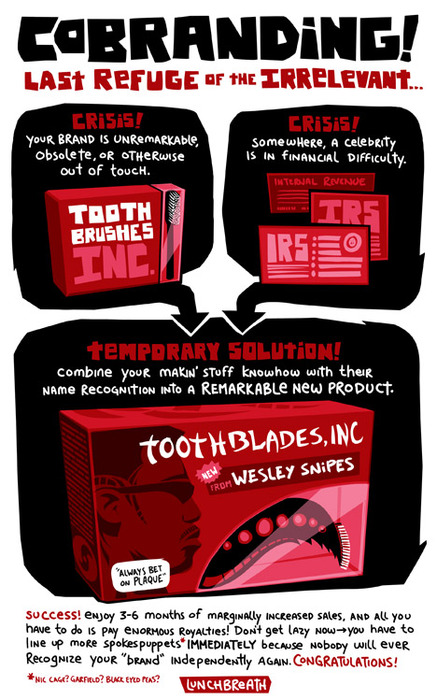 COBRANDING!
LAST REFUGE OF THE IRRELEVANT...
CRISIS!
YOUR BRAND IS UNREMARKABLE,
OBSOLETE, OR OTHERWISE
OUT OF TOUCH.
TOOTH
BRUSHES
INC.
CRISIS!
SOMEWHERE, A CELEBRITY
IS IN FINANCIAL DIFFICULTY.
INTERNAL REVENUE
IRS
IRS
TEMPORARY SOLUTION!
COMBINE YOUR MAKIN' STUFF KNOWHOW WITH THEIR
NAME RECOGNITION INTO A REMARKABLE NEW PRODUCT.
TOOTHBLADES, INC
NEW
FROM WESLEY SNIPES
"ALWAYS BET
ON PLAQUE"
SUCCESS! ENJOY 3-6 MONTHS OF MARGINALLY INCREASED SALES, AND ALL YOU
HAVE TO DO IS PAY ENORMOUS ROYALTIES! DON'T GET LAZY NOW→YOU HAVE TO
LINE UP MORE SPOKESPUPPETS* IMMEDIATELY BECAUSE NOBODY WILL EVER
RECOGNIZE YOUR "BRAND" INDEPENDENTLY AGAIN. CONGRATULATIONS!
*NIC CAGE? GARFIELD? BLACK EYED PEAS?
LUNCHBREATH